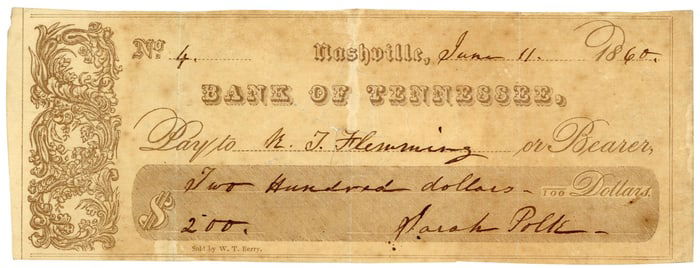 No. 4. Nashville, June 11. 1860.
BANK OF TENNESSEE,
Pay to N. T. Flemming or Bearer,
Two Hundred dollars - 100 Dollars.
$ 200. Sarah Polk -
Sold by W. T. Berry.